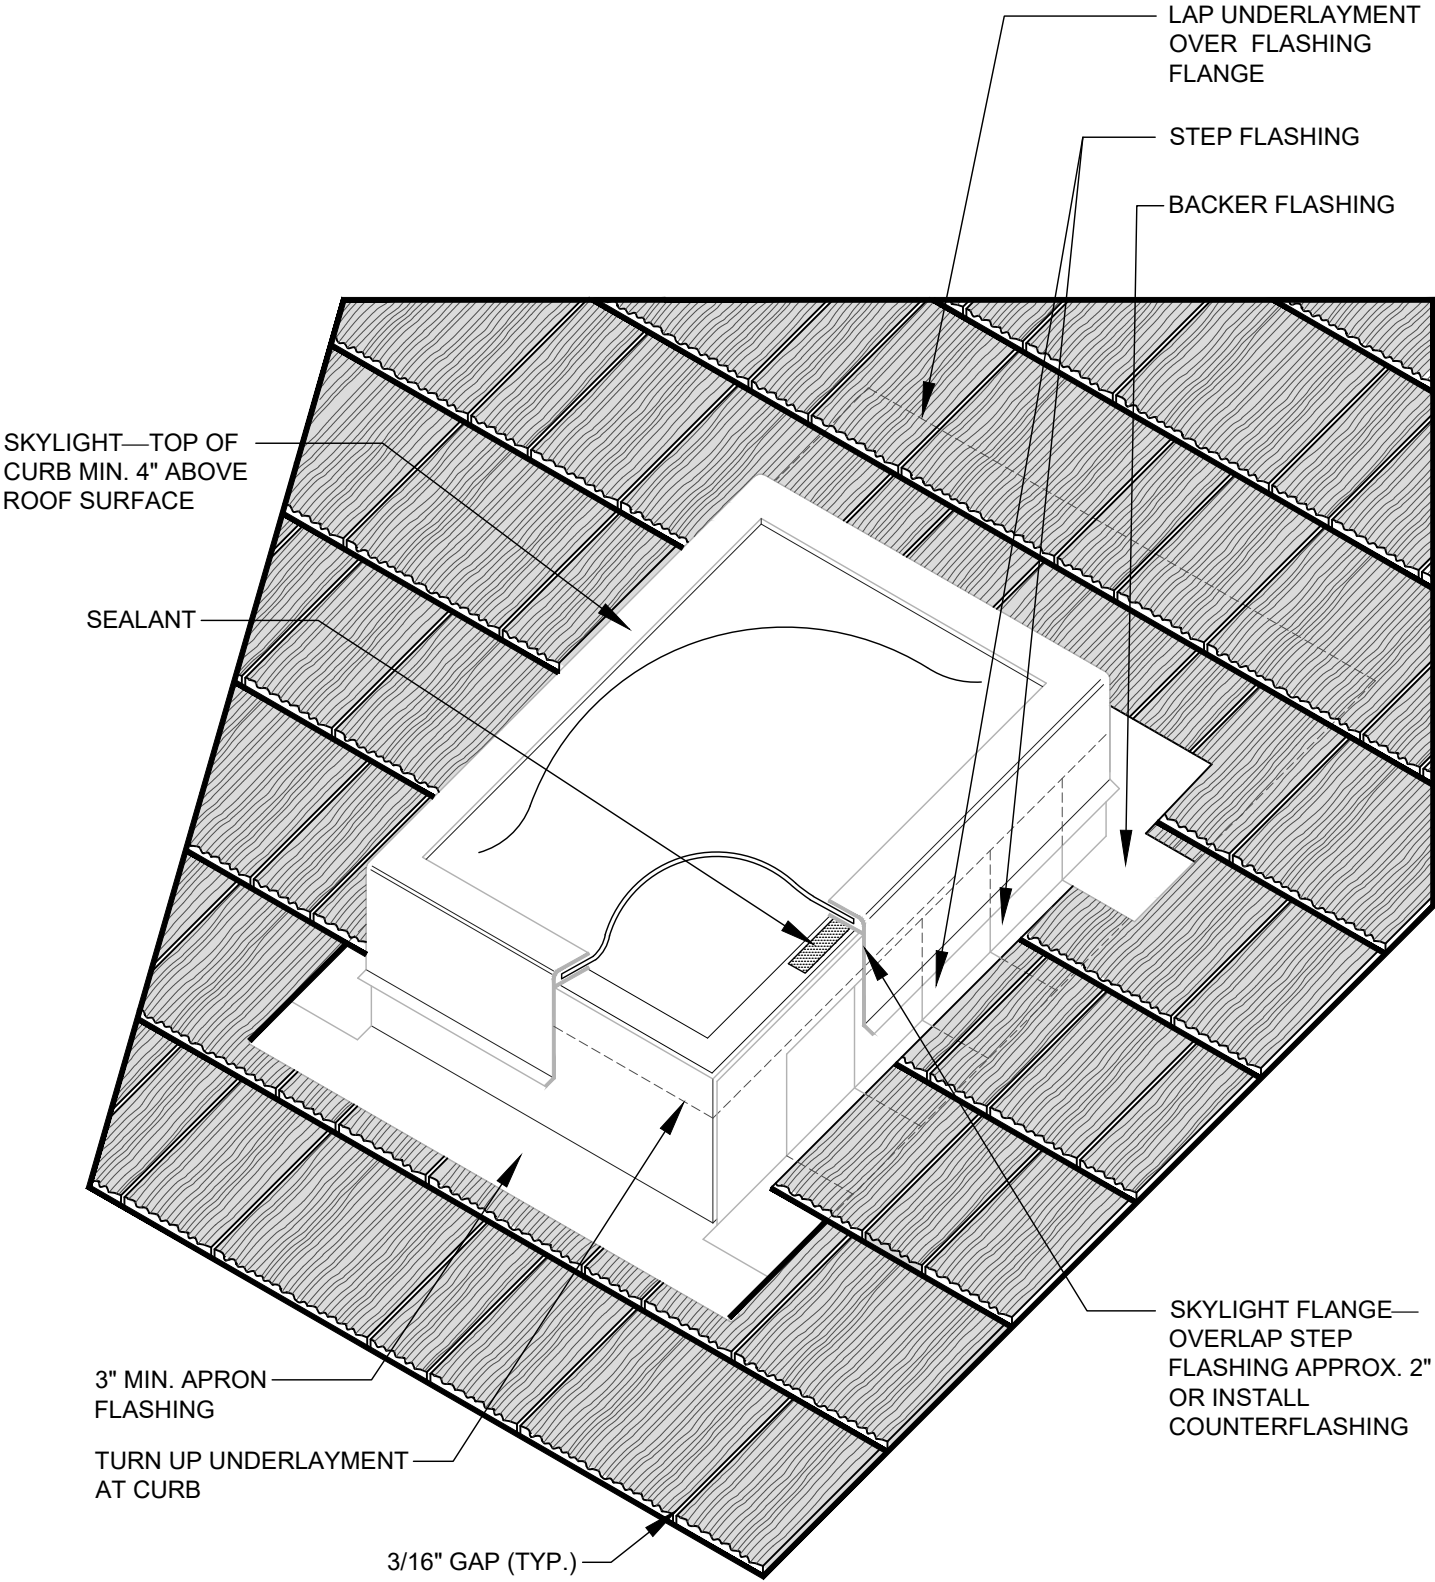 LAP UNDERLAYMENT
OVER FLASHING
FLANGE
STEP FLASHING
BACKER FLASHING
SKYLIGHT—TOP OF
CURB MIN. 4" ABOVE
ROOF SURFACE
SEALANT
SKYLIGHT FLANGE—
OVERLAP STEP
FLASHING APPROX. 2"
OR INSTALL
COUNTERFLASHING
3" MIN. APRON
FLASHING
TURN UP UNDERLAYMENT
AT CURB
3/16" GAP (TYP.)